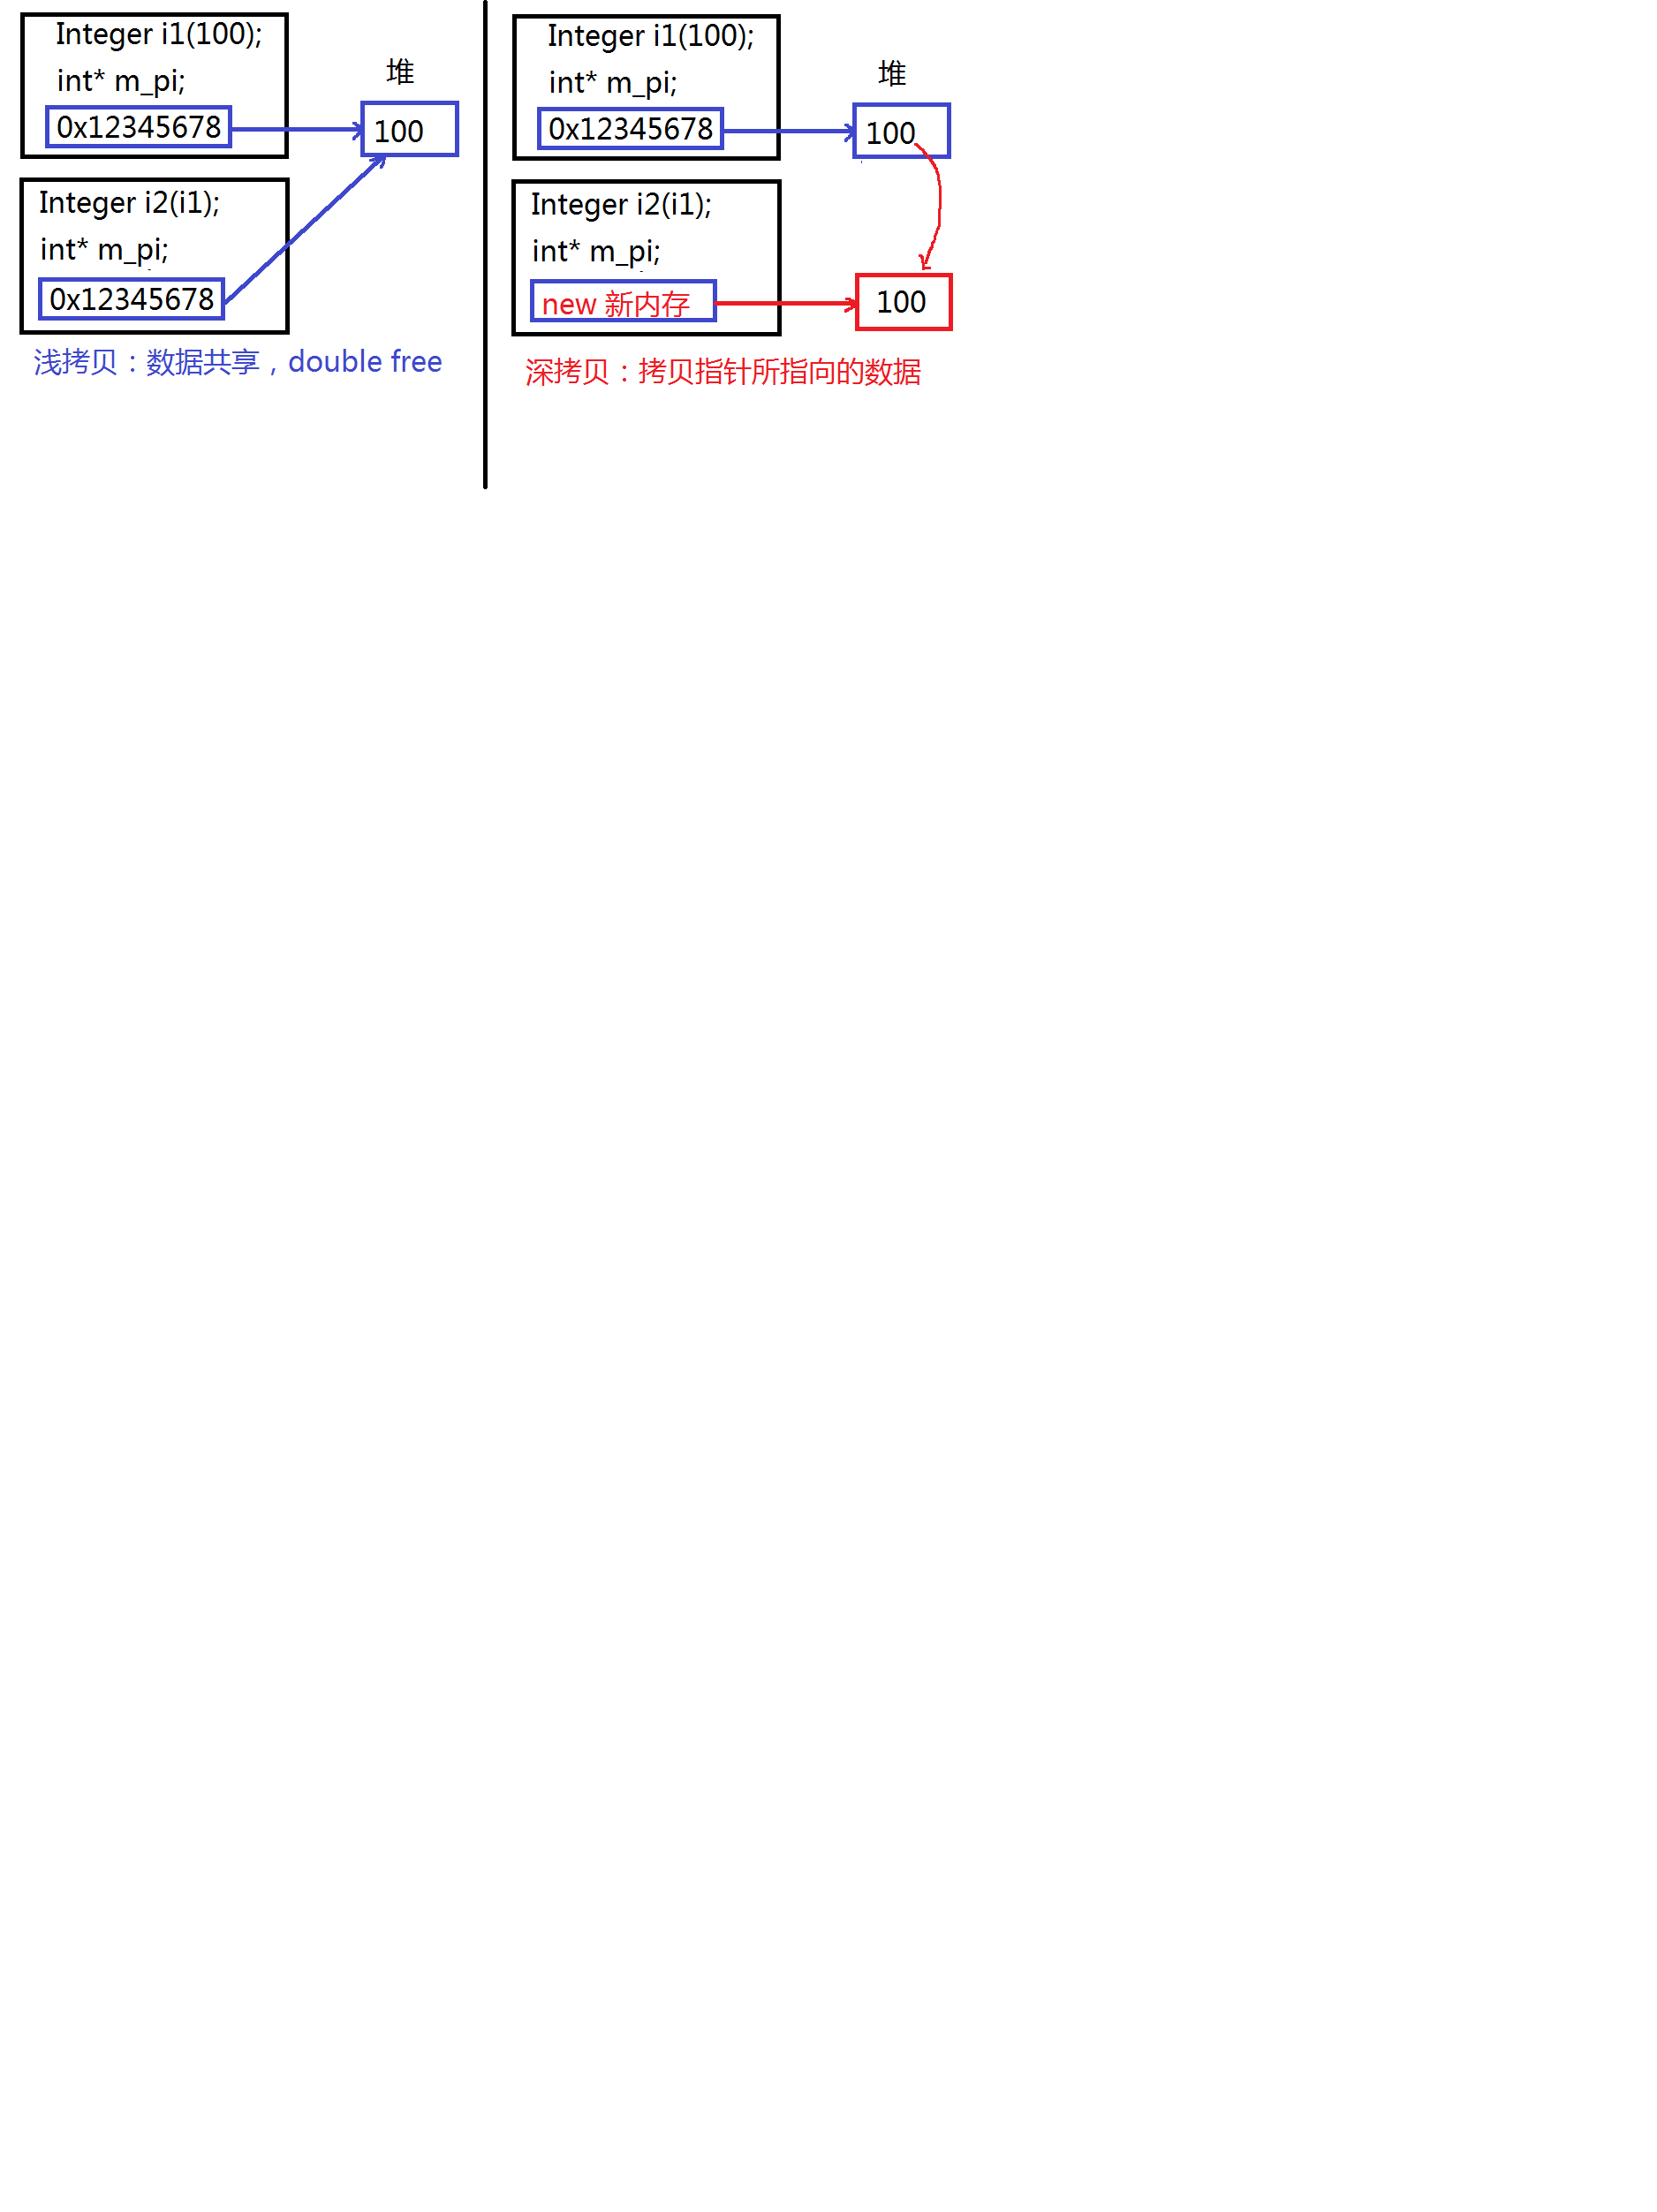 Integer i1(100);
int* m_pi;
0x12345678
堆
100
Integer i2(i1);
int* m_pi;
0x12345678
浅拷贝：数据共享，double free
Integer i1(100);
int* m_pi;
0x12345678
堆
100
Integer i2(i1);
int* m_pi;
new 新内存
100
深拷贝：拷贝指针所指向的数据